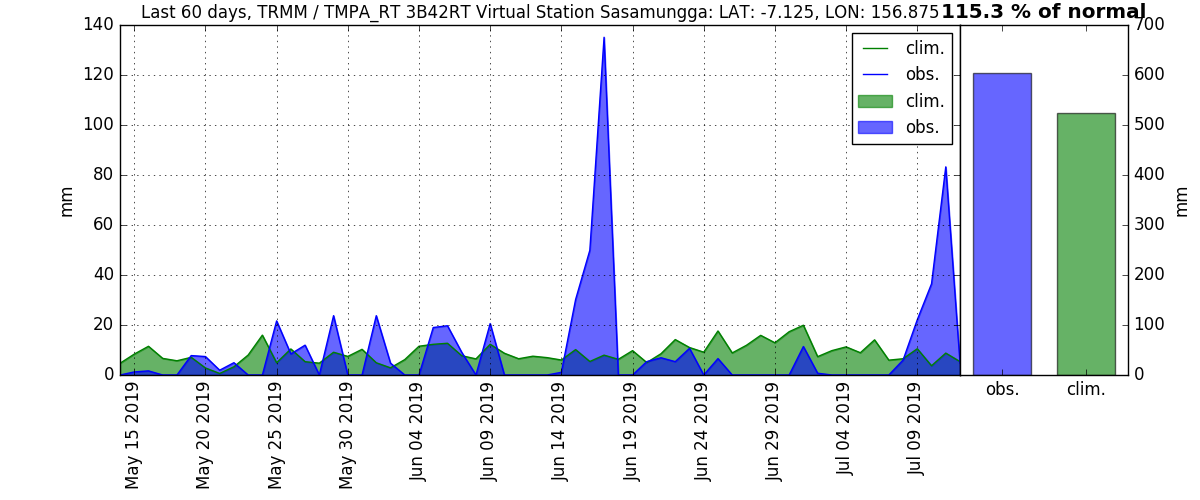 Last 60 days, TRMM / TMPA_RT 3B42RT Virtual Station Sasamungga: LAT: -7.125, LON: 156.875
115.3 % of normal
140
120
100
80
60
40
20
0
mm
clim.
obs.
clim.
obs.
700
600
500
400
300
200
100
0
mm
May 15 2019
May 20 2019
May 25 2019
May 30 2019
Jun 04 2019
Jun 09 2019
Jun 14 2019
Jun 19 2019
Jun 24 2019
Jun 29 2019
Jul 04 2019
Jul 09 2019
obs.
clim.